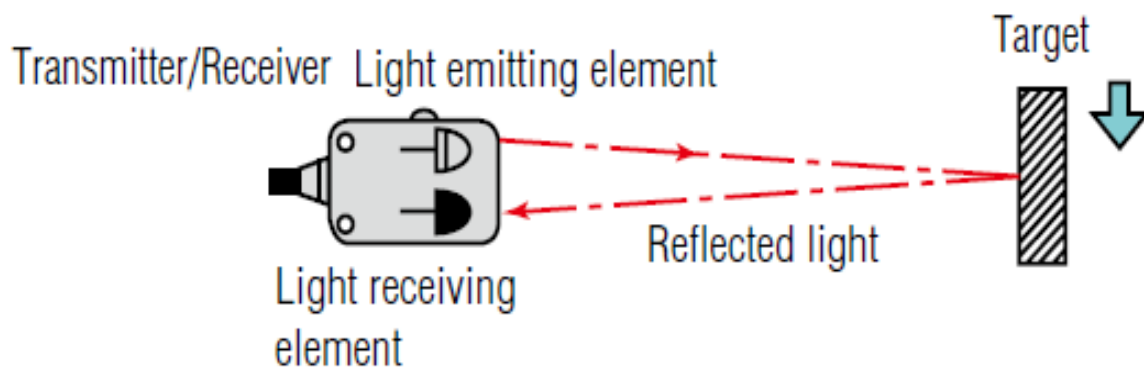 Target
Transmitter/Receiver
Light emitting element
Reflected light
Light receiving
element